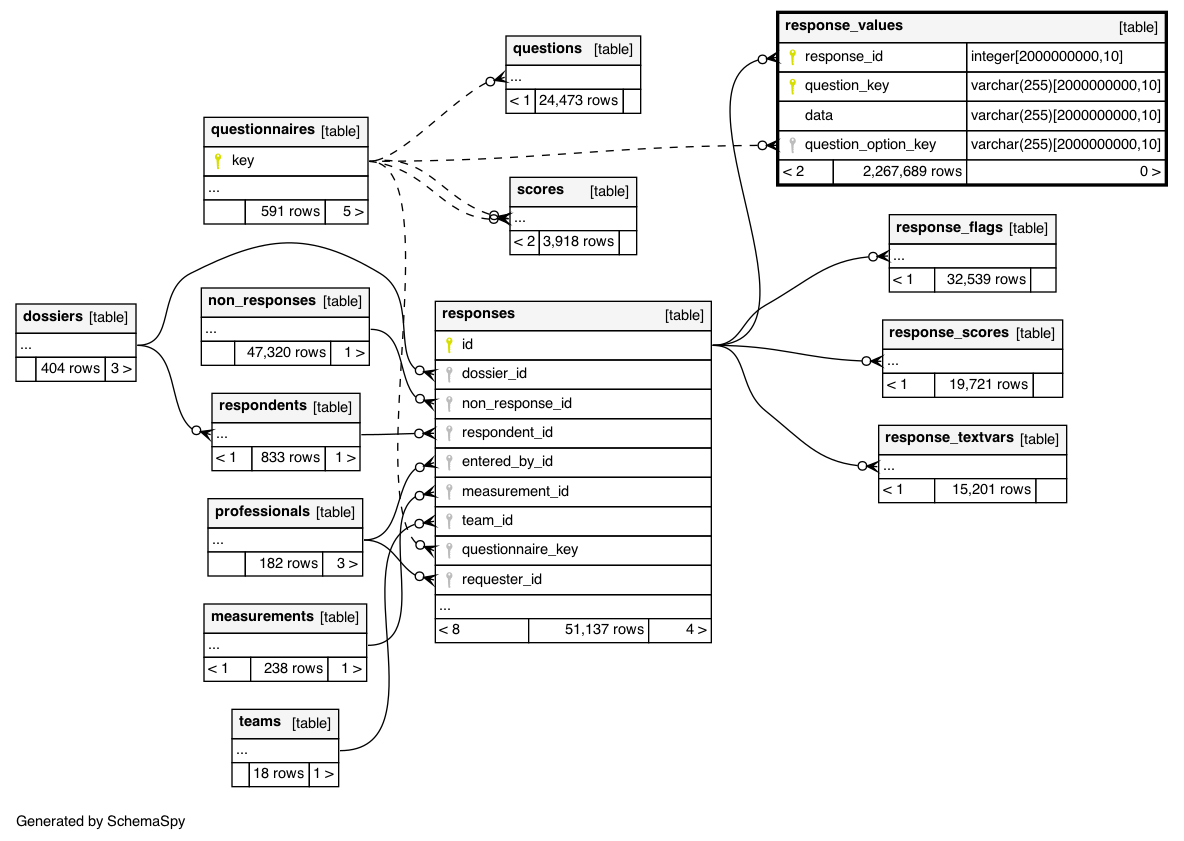 questions [table]
...
< 1 24,473 rows
response_values [table]
response_id integer[2000000000,10]
question_key varchar(255)[2000000000,10]
data varchar(255)[2000000000,10]
question_option_key varchar(255)[2000000000,10]
< 2 2,267,689 rows 0 >
questionnaires [table]
key
...
591 rows 5 >
scores [table]
...
< 2 3,918 rows
response_flags [table]
...
< 1 32,539 rows
dossiers [table]
...
404 rows 3 >
non_responses [table]
...
47,320 rows 1 >
respondents [table]
...
< 1 833 rows 1 >
professionals [table]
...
182 rows 3 >
measurements [table]
...
< 1 238 rows 1 >
teams [table]
...
18 rows 1 >
responses [table]
id
dossier_id
non_response_id
respondent_id
entered_by_id
measurement_id
team_id
questionnaire_key
requester_id
...
< 8 51,137 rows 4 >
response_scores [table]
...
< 1 19,721 rows
response_textvars [table]
...
< 1 15,201 rows
Generated by SchemaSpy